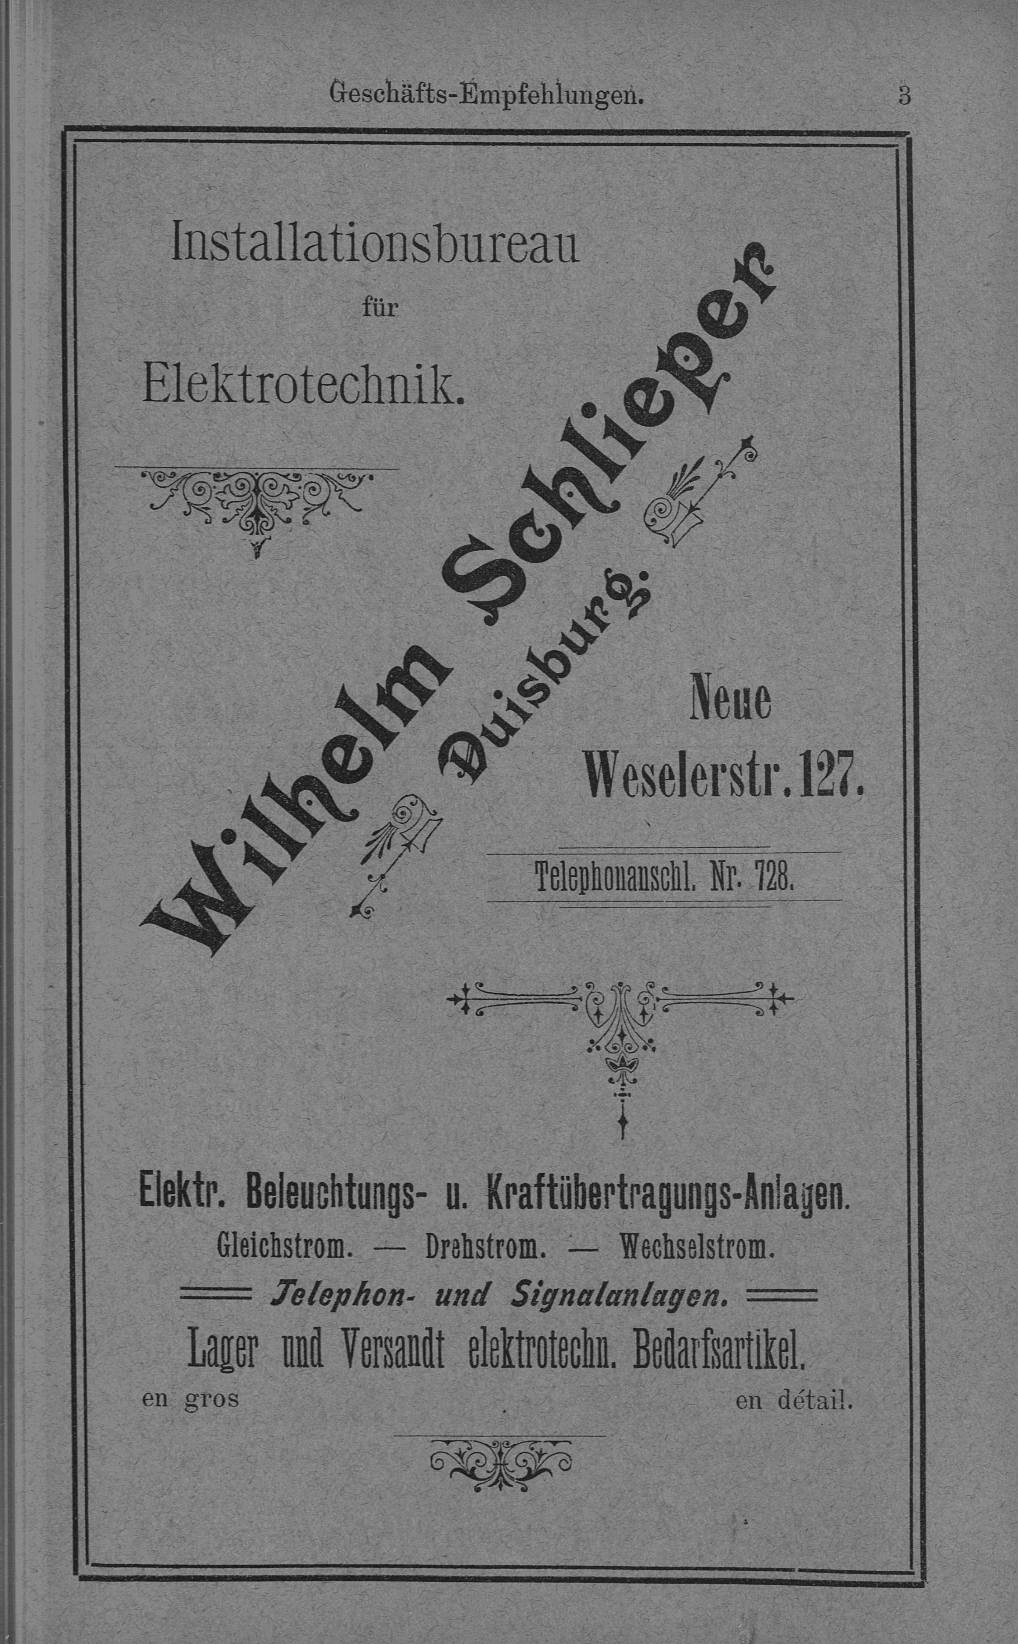 Geschäfts-Empfehlungen. 3
Installationsbureau
für
Elektrotechnik.
Wilhelm Schlieper
Duisburg.
Neue
Weselerstr. 127.
Telephonanschl. Nr. 728.
Elektr. Beleuchtungs- u. Kraftübertragungs-Anlagen.
Gleichstrom. — Drehstrom. — Wechselstrom.
Telephon- und Signalanlagen.
Lager und Versandt elektrotechn. Bedarfsartikel.
en gros en détail.